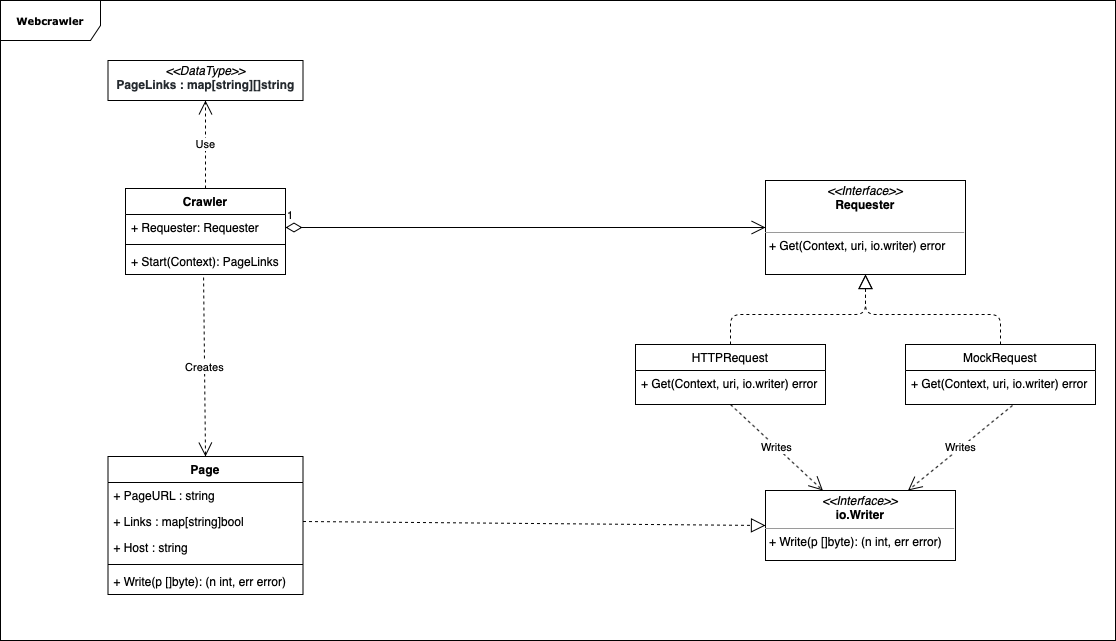 Webcrawler
<<DataType>>
PageLinks : map[string][]string
Use
Crawler
+ Requester: Requester
+ Start(Context): PageLinks
1
<<Interface>>
Requester
+ Get(Context, uri, io.writer) error
HTTPRequest
+ Get(Context, uri, io.writer) error
MockRequest
+ Get(Context, uri, io.writer) error
Creates
Writes
Writes
Page
+ PageURL : string
+ Links : map[string]bool
+ Host : string
+ Write(p []byte): (n int, err error)
<<Interface>>
io.Writer
+ Write(p []byte): (n int, err error)